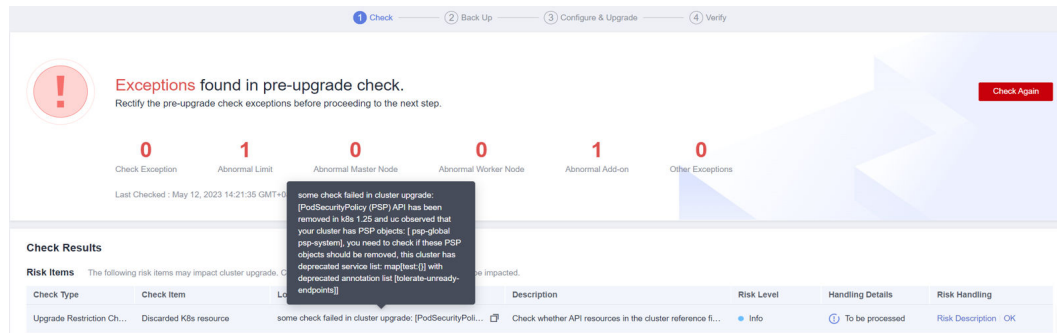 1 Check 2 Back Up 3 Configure & Upgrade 4 Verify
Exceptions found in pre-upgrade check.
Rectify the pre-upgrade check exceptions before proceeding to the next step.
Check Again
0 1 0 0 1 0
Check Exception Abnormal Limit Abnormal Master Node Abnormal Worker Node Abnormal Add-on Other Exceptions
Last Checked : May 12, 2023 14:21:35 GMT+0
some check failed in cluster upgrade:
[PodSecurityPolicy (PSP) API has been
removed in k8s 1.25 and uc observed that
your cluster has PSP objects: [ psp-global
psp-system], you need to check if these PSP
objects should be removed, this cluster has
deprecated service list: map[test:{}] with
deprecated annotation list [tolerate-unready-
endpoints]]
Check Results
Risk Items The following risk items may impact cluster upgrade. be impacted.
Check Type Check Item Description Risk Level Handling Details Risk Handling
Upgrade Restriction Ch... Discarded K8s resource some check failed in cluster upgrade: [PodSecurityPoli... Check whether API resources in the cluster reference fi... Info To be processed Risk Description OK